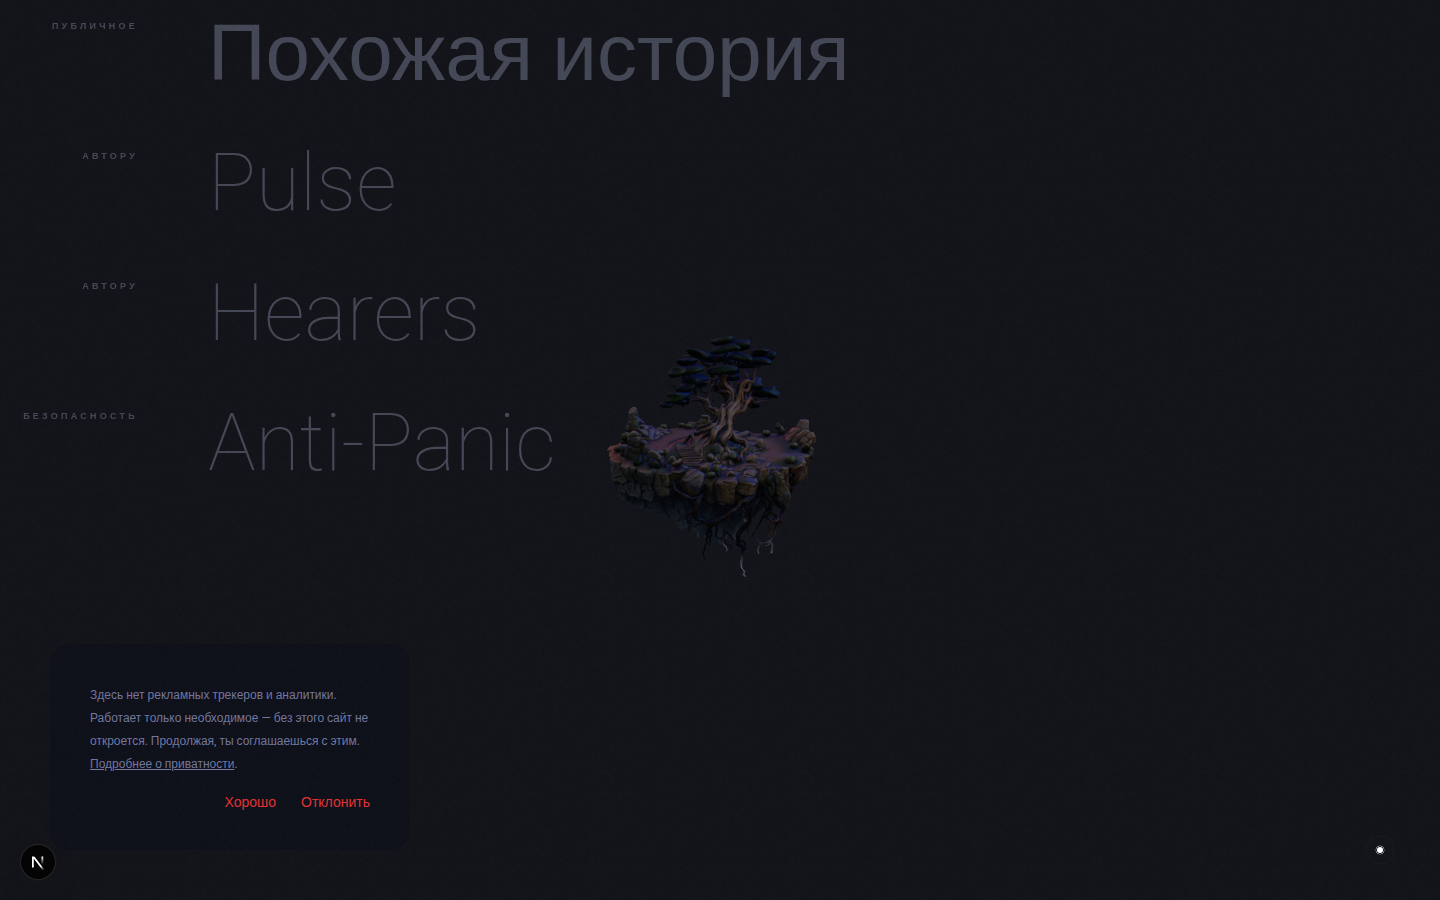 ПУБЛИЧНОЕ
Похожая история
АВТОРУ
Pulse
АВТОРУ
Hearers
БЕЗОПАСНОСТЬ
Anti-Panic
Здесь нет рекламных трекеров и аналитики.
Работает только необходимое — без этого сайт не
откроется. Продолжая, ты соглашаешься с этим.
Подробнее о приватности.
Хорошо Отклонить
N